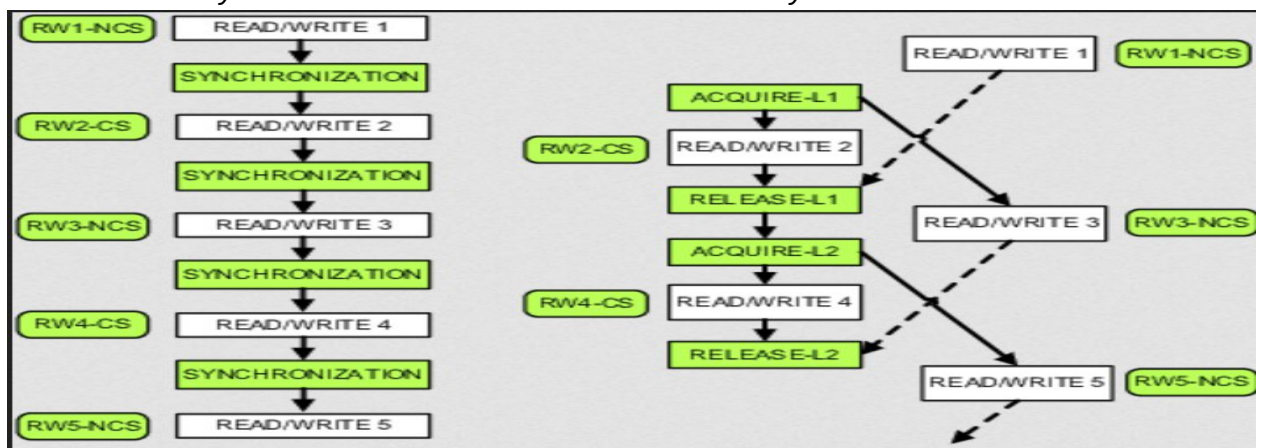 RW1-NCS
READ/WRITE 1
SYNCHRONIZATION
RW2-CS
READ/WRITE 2
SYNCHRONIZATION
RW3-NCS
READ/WRITE 3
SYNCHRONIZATION
RW4-CS
READ/WRITE 4
SYNCHRONIZATION
RW5-NCS
READ/WRITE 5
READ/WRITE 1
RW1-NCS
ACQUIRE-L1
RW2-CS
READ/WRITE 2
RELEASE-L1
READ/WRITE 3
RW3-NCS
ACQUIRE-L2
RW4-CS
READ/WRITE 4
RELEASE-L2
READ/WRITE 5
RW5-NCS